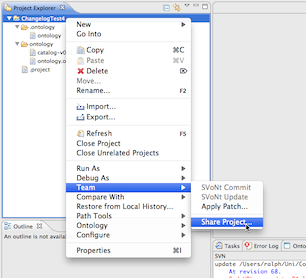 Project Explorer
ChangelogTest4
.ontology
ontology
ontology
catalog-v0
ontology.o
.project
New
Go Into
Copy ⌘C
Paste ⌘V
Delete ⌦
Move...
Rename... F2
Import...
Export...
Refresh F5
Close Project
Close Unrelated Projects
Run As
Debug As
Team
Compare With
Restore from Local History...
Path Tools
Ontology
Configure
Properties ⌘I
SVoNt Commit
SVoNt Update
Apply Patch...
Share Project...
Outline
An outline is not availa
Tasks
Error Log
Ontolo
SVN
update /Users/ralph/Uni/Co
At revision 68.